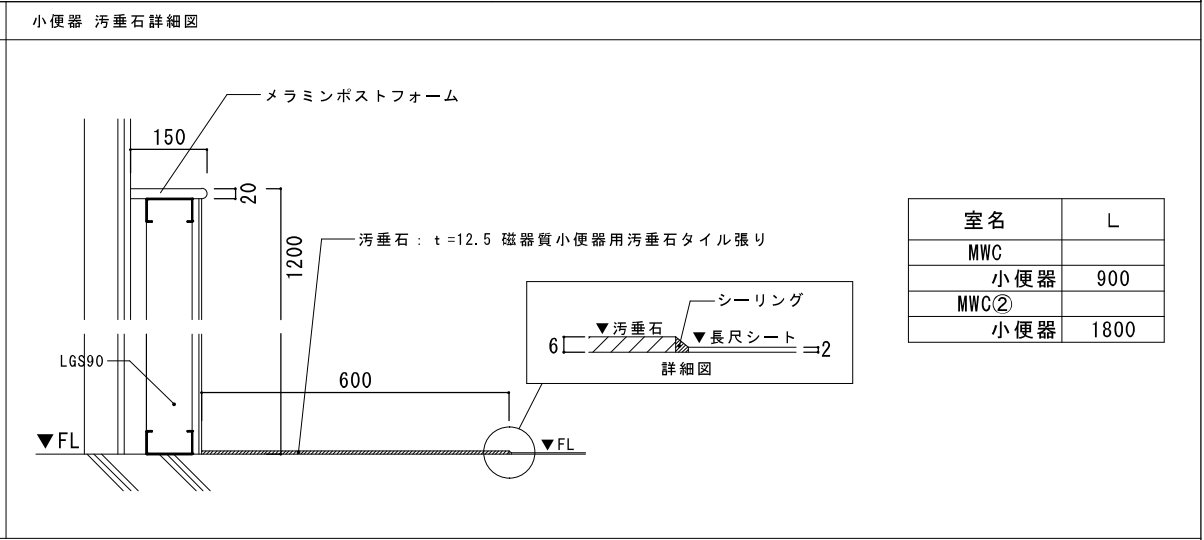 小便器 汚垂石詳細図
メラミンポストフォーム
150
20
1200
汚垂石：t=12.5 磁器質小便器用汚垂石タイル張り
シーリング
▼汚垂石
▼長尺シート
6
2
詳細図
LGS90
600
▼FL
▼FL
室名 L
MWC
小便器 900
MWC②
小便器 1800